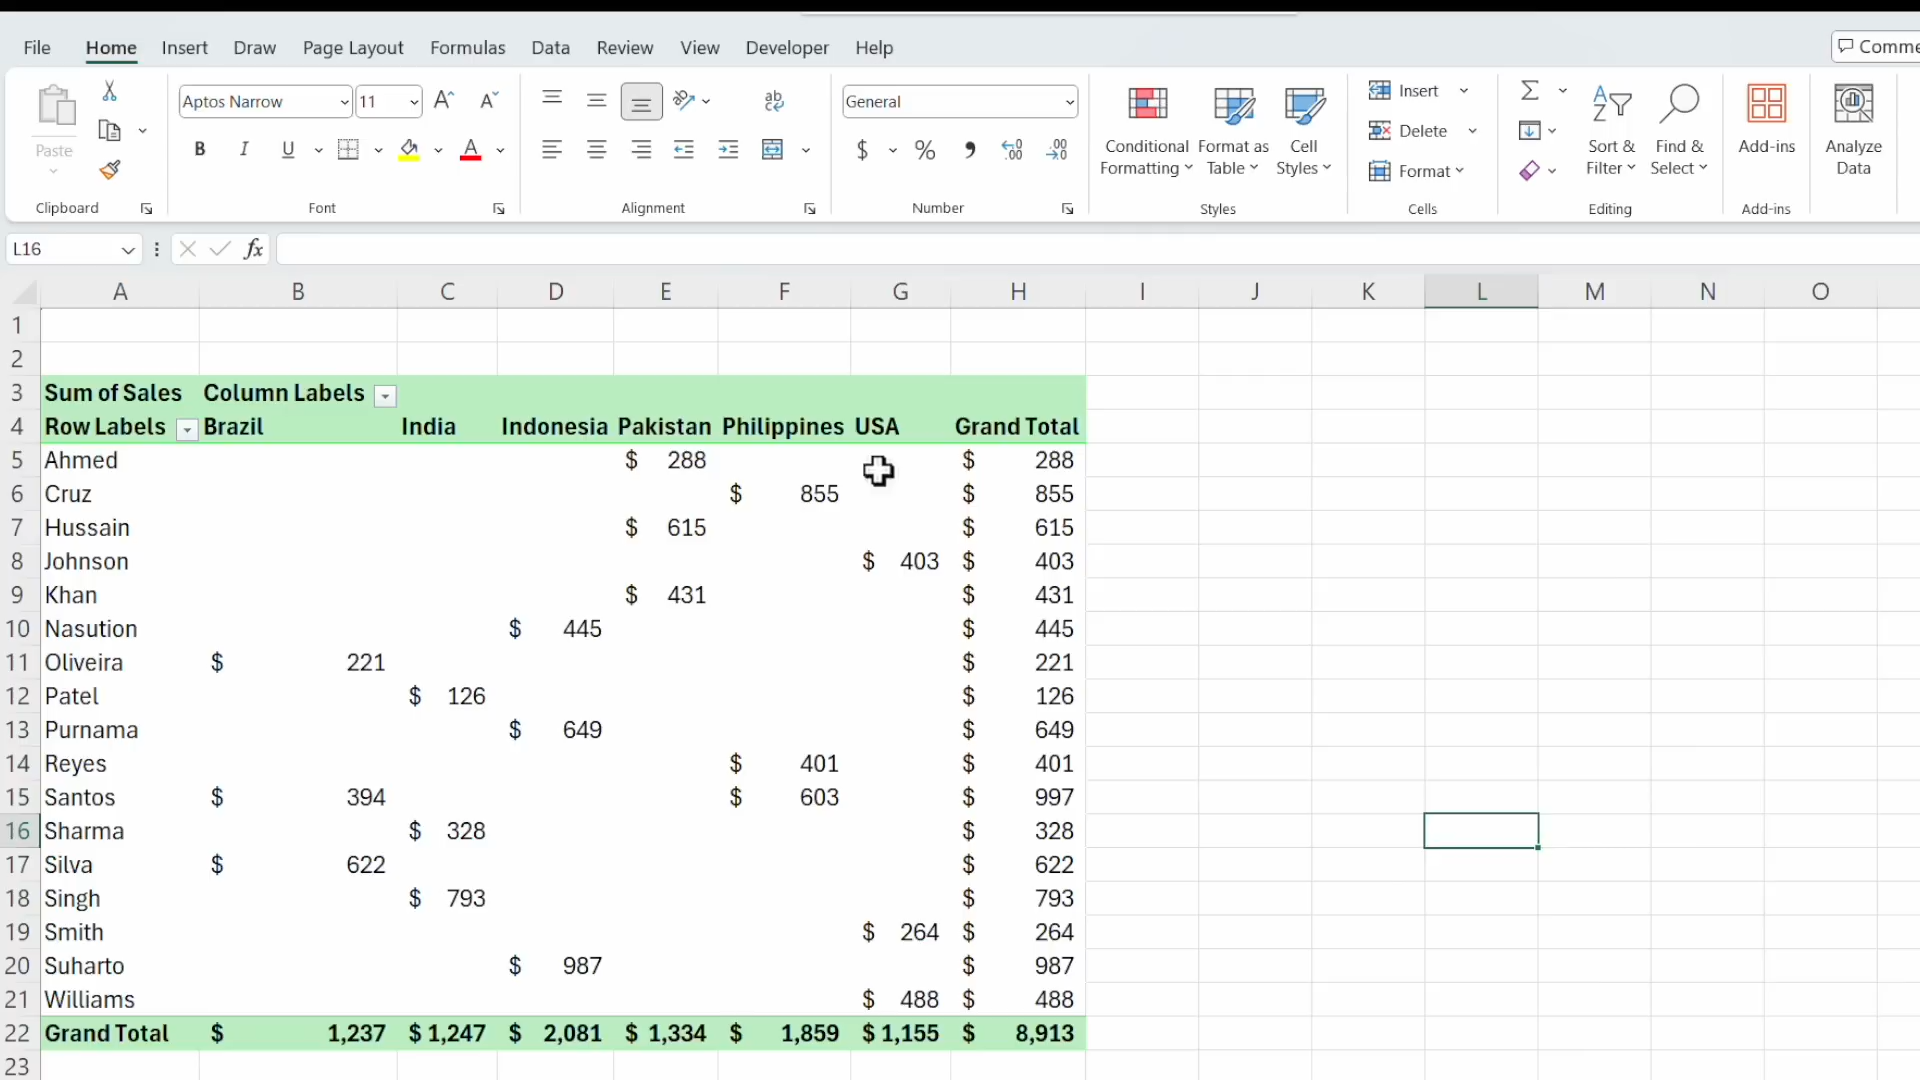 File Home Insert Draw Page Layout Formulas Data Review View Developer Help
Paste
Clipboard
Aptos Narrow 11
B I U
Font
ab
Alignment
General
$ % ,
Number
Conditional Formatting
Format as Table
Cell Styles
Styles
Insert
Delete
Format
Cells
Sort & Filter
Find & Select
Editing
Add-ins
Add-ins
Analyze Data
L16 fx
A B C D E F G H I J K L M N O
1
2
3 Sum of Sales Column Labels
4 Row Labels Brazil India Indonesia Pakistan Philippines USA Grand Total
5 Ahmed $ 288 $ 288
6 Cruz $ 855 $ 855
7 Hussain $ 615 $ 615
8 Johnson $ 403 $ 403
9 Khan $ 431 $ 431
10 Nasution $ 445 $ 445
11 Oliveira $ 221 $ 221
12 Patel $ 126 $ 126
13 Purnama $ 649 $ 649
14 Reyes $ 401 $ 401
15 Santos $ 394 $ 603 $ 997
16 Sharma $ 328 $ 328
17 Silva $ 622 $ 622
18 Singh $ 793 $ 793
19 Smith $ 264 $ 264
20 Suharto $ 987 $ 987
21 Williams $ 488 $ 488
22 Grand Total $ 1,237 $ 1,247 $ 2,081 $ 1,334 $ 1,859 $ 1,155 $ 8,913
23